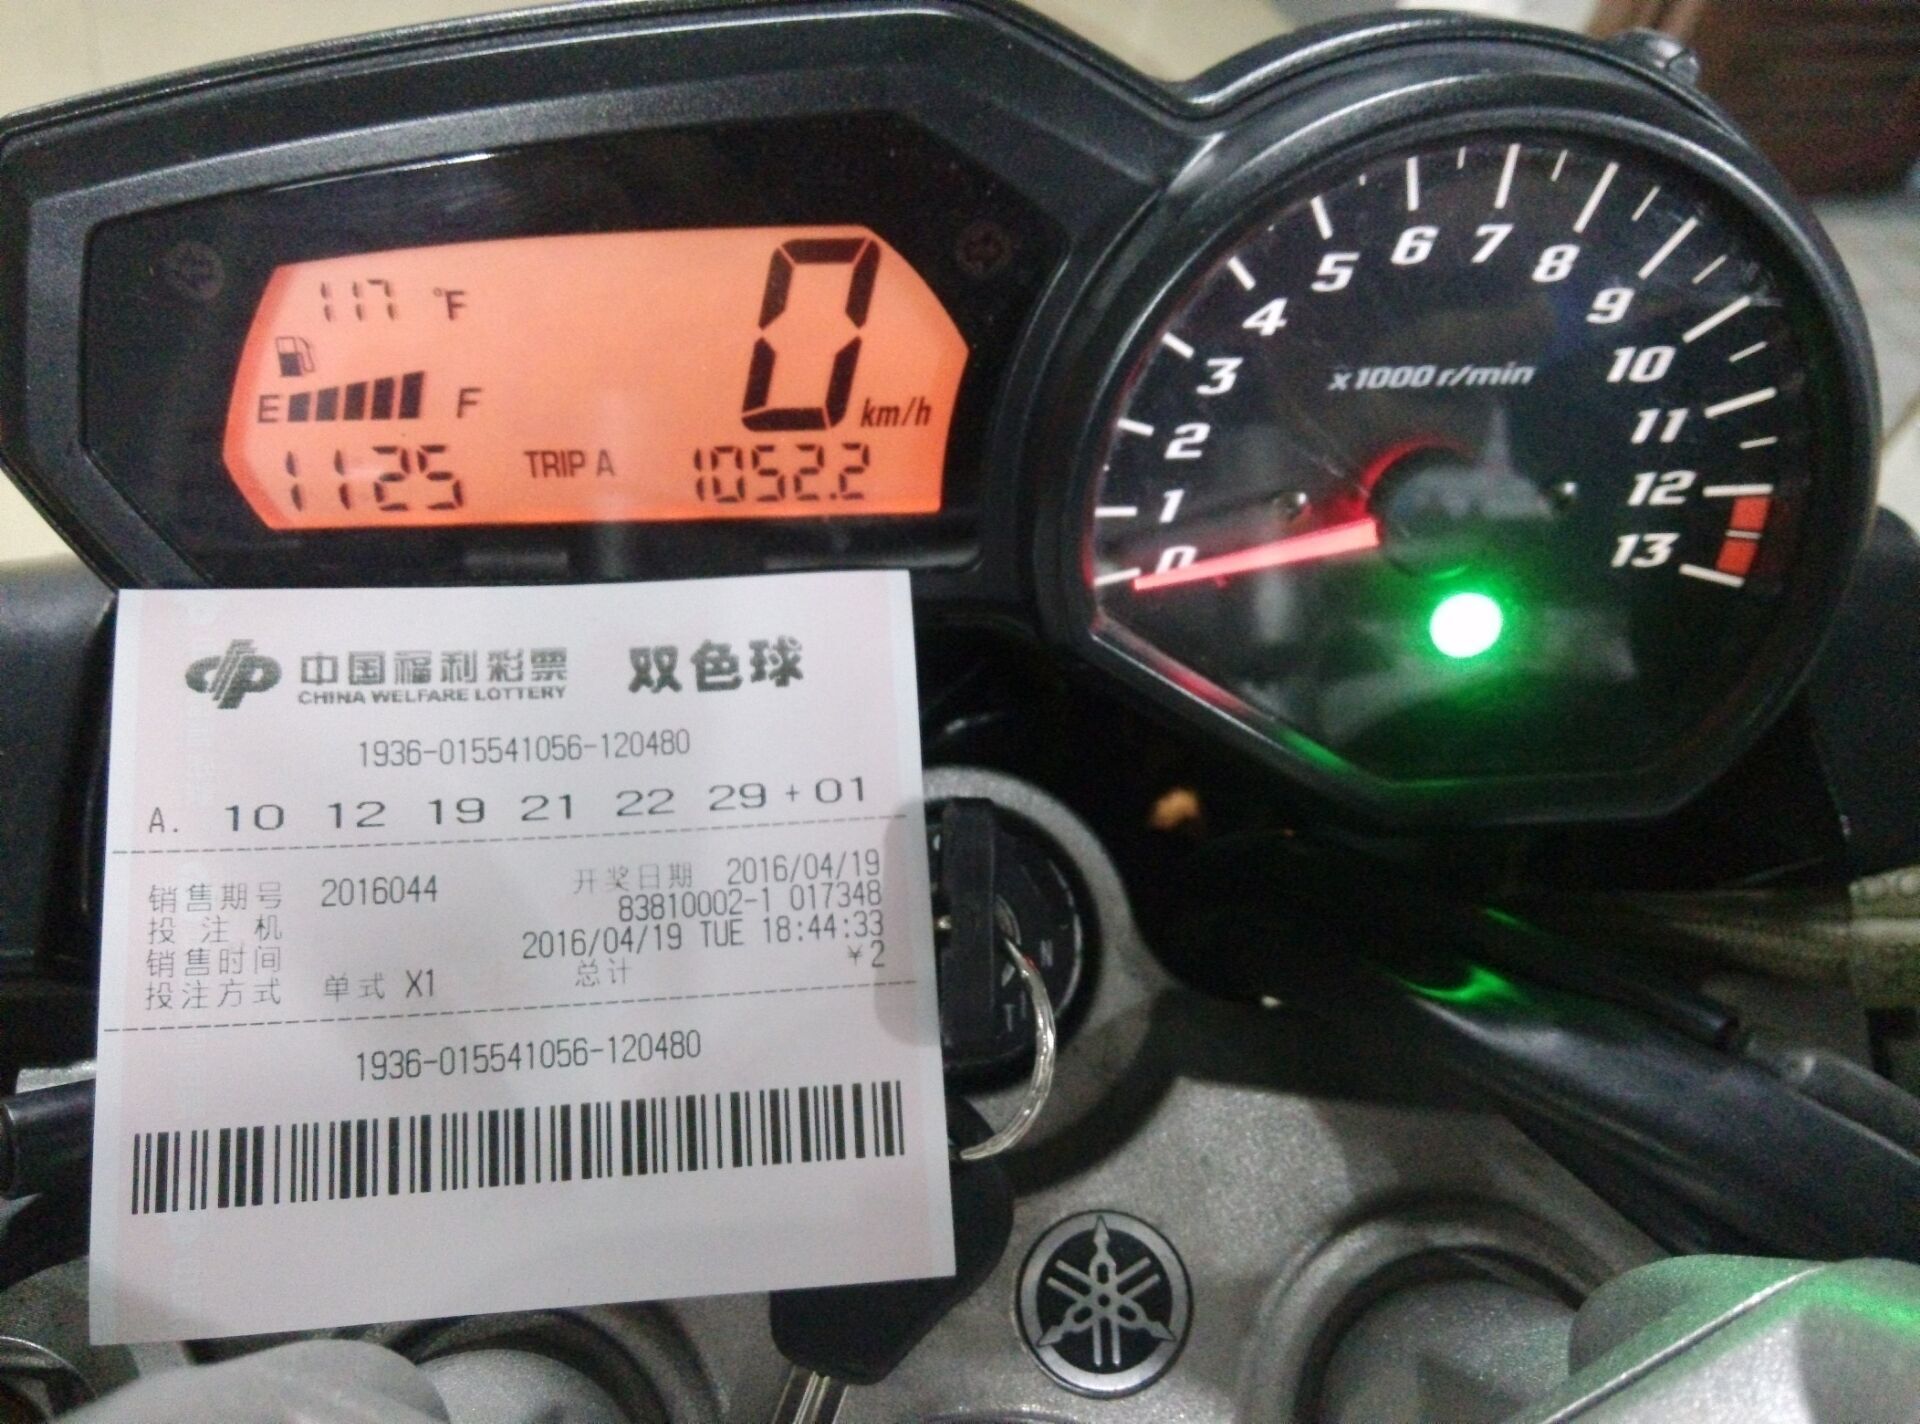 117 °F
0
km/h
E F
1125 TRIP A 1052.2
0 1 2 3 4 5 6 7 8 9 10 11 12 13
x1000 r/min
中国福利彩票 双色球
CHINA WELFARE LOTTERY
1936-015541056-120480
A. 10 12 19 21 22 29 + 01
销售期号 2016044 开奖日期 2016/04/19
投注机 83810002-1 017348
销售时间 2016/04/19 TUE 18:44:33
投注方式 单式 X1 总计 ¥2
1936-015541056-120480